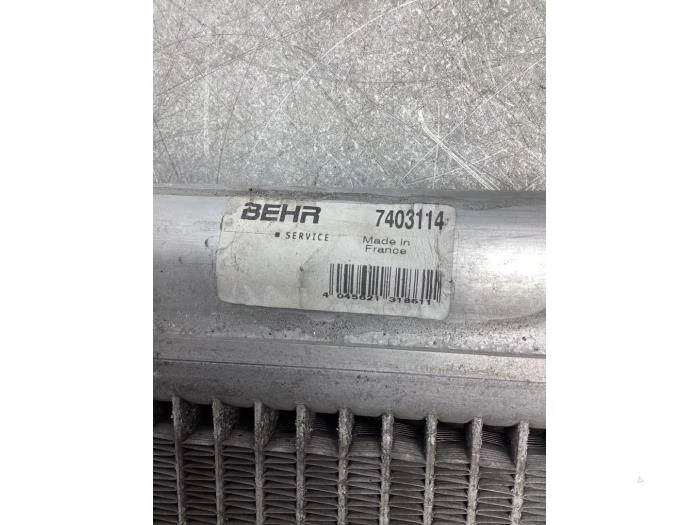 BEHR 7403114
SERVICE Made in
France
4 045621 318611